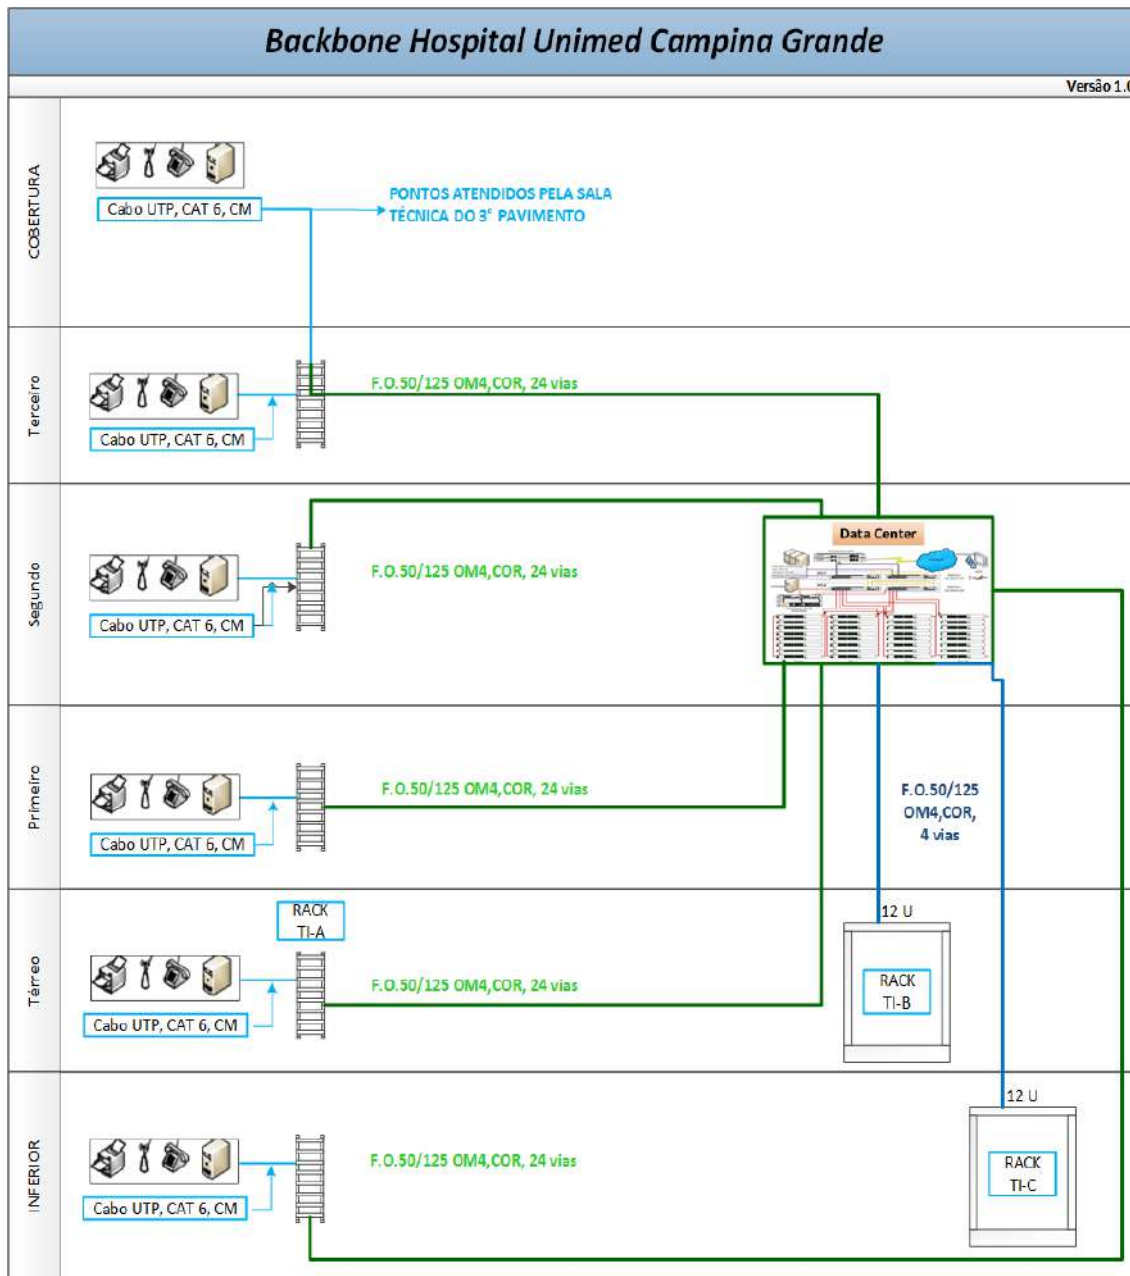 Backbone Hospital Unimed Campina Grande
Versão 1.0
COBERTURA
Cabo UTP, CAT 6, CM
PONTOS ATENDIDOS PELA SALA
TÉCNICA DO 3° PAVIMENTO
Terceiro
Cabo UTP, CAT 6, CM
F.O.50/125 OM4,COR, 24 vias
Segundo
Cabo UTP, CAT 6, CM
F.O.50/125 OM4,COR, 24 vias
Data Center
Primeiro
Cabo UTP, CAT 6, CM
F.O.50/125 OM4,COR, 24 vias
F.O.50/125
OM4,COR,
4 vias
Térreo
RACK
TI-A
Cabo UTP, CAT 6, CM
F.O.50/125 OM4,COR, 24 vias
12 U
RACK
TI-B
INFERIOR
Cabo UTP, CAT 6, CM
F.O.50/125 OM4,COR, 24 vias
12 U
RACK
TI-C